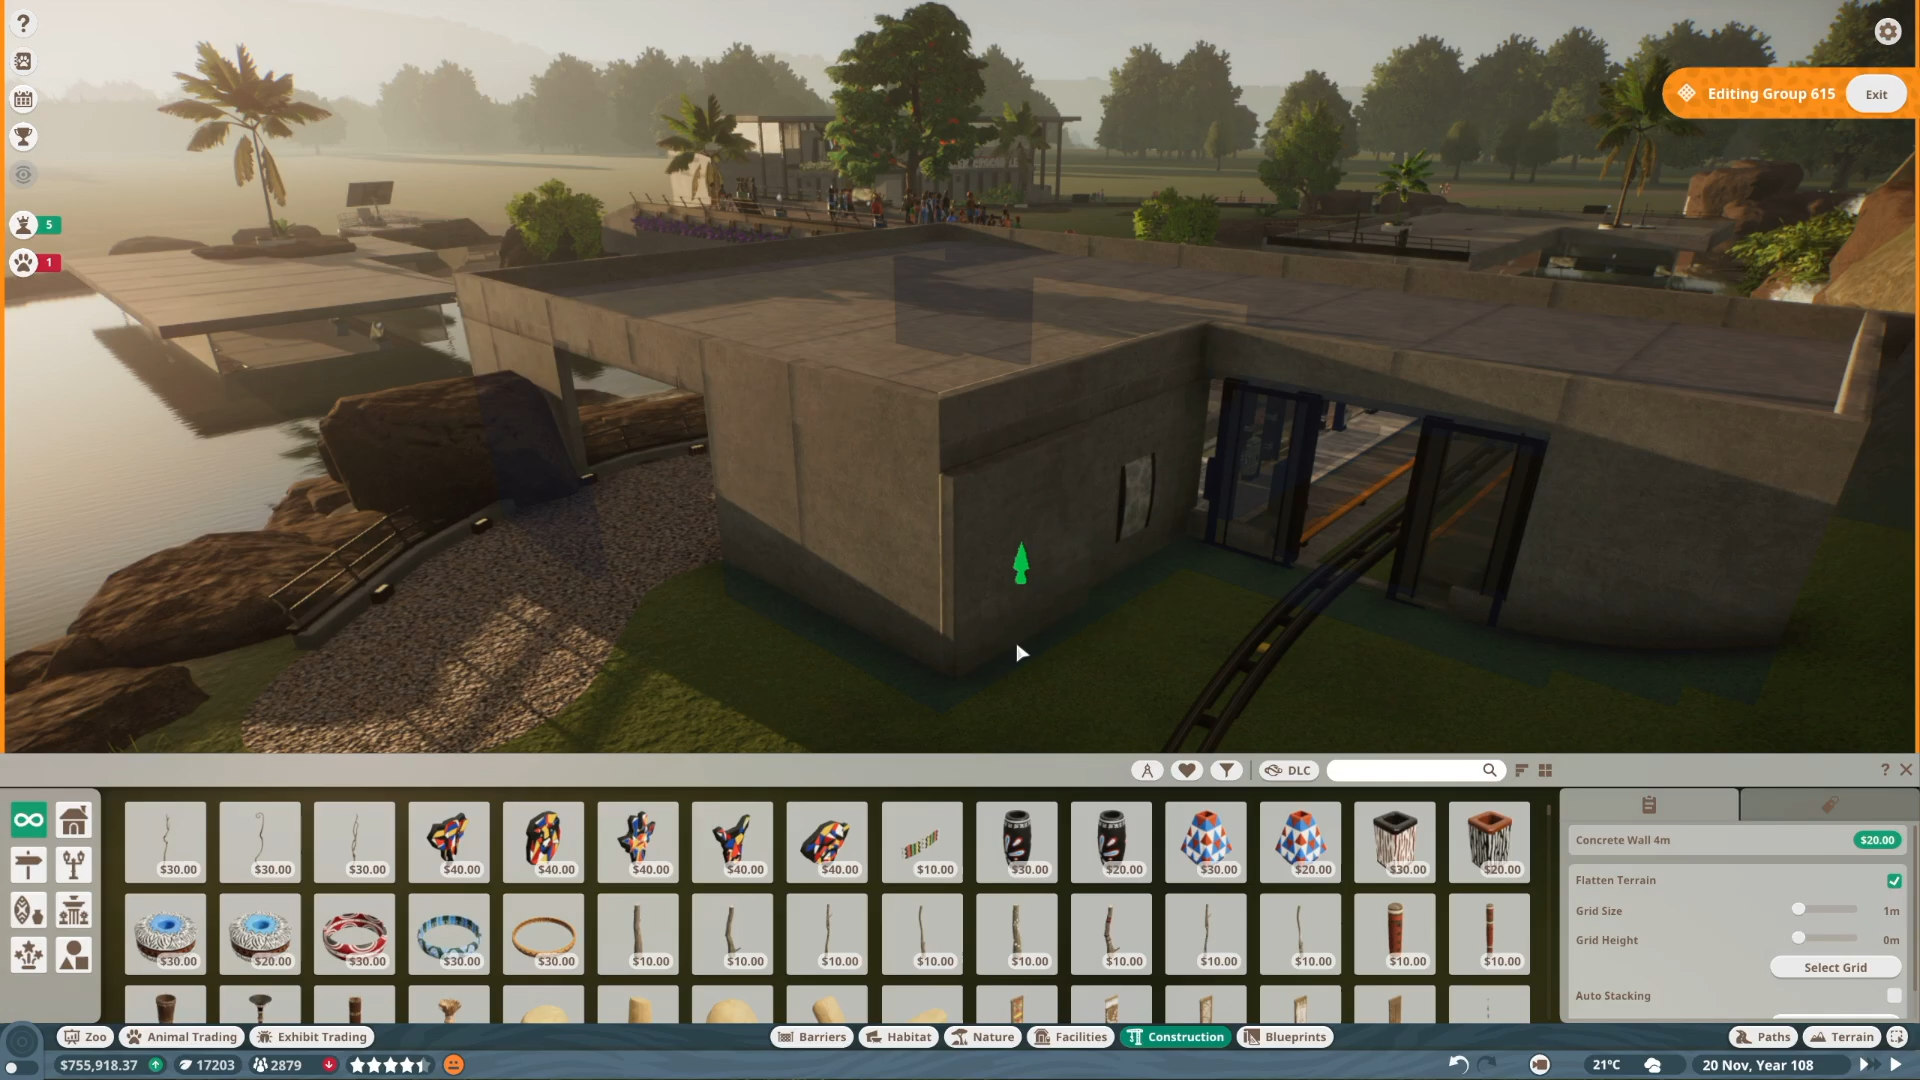 ?
Editing Group 615
Exit
5
1
DLC
?
$30.00
$30.00
$30.00
$40.00
$40.00
$40.00
$40.00
$40.00
$10.00
$30.00
$20.00
$30.00
$20.00
$30.00
$20.00
$30.00
$20.00
$30.00
$30.00
$30.00
$10.00
$10.00
$10.00
$10.00
$10.00
$10.00
$10.00
$10.00
$10.00
$10.00
Concrete Wall 4m
$20.00
Flatten Terrain
Grid Size
1m
Grid Height
0m
Select Grid
Auto Stacking
Zoo
Animal Trading
Exhibit Trading
Barriers
Habitat
Nature
Facilities
Construction
Blueprints
Paths
Terrain
$755,918.37
17203
2879
21°C
20 Nov, Year 108